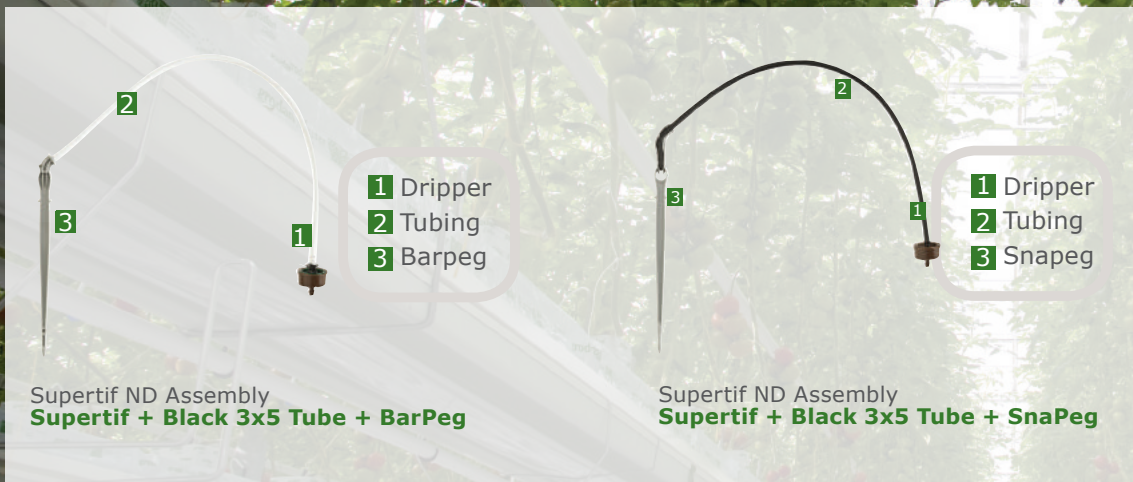 2
3
1
1 Dripper
2 Tubing
3 Barpeg
Supertif ND Assembly
Supertif + Black 3x5 Tube + BarPeg
2
3
1
1 Dripper
2 Tubing
3 Snapeg
Supertif ND Assembly
Supertif + Black 3x5 Tube + SnaPeg